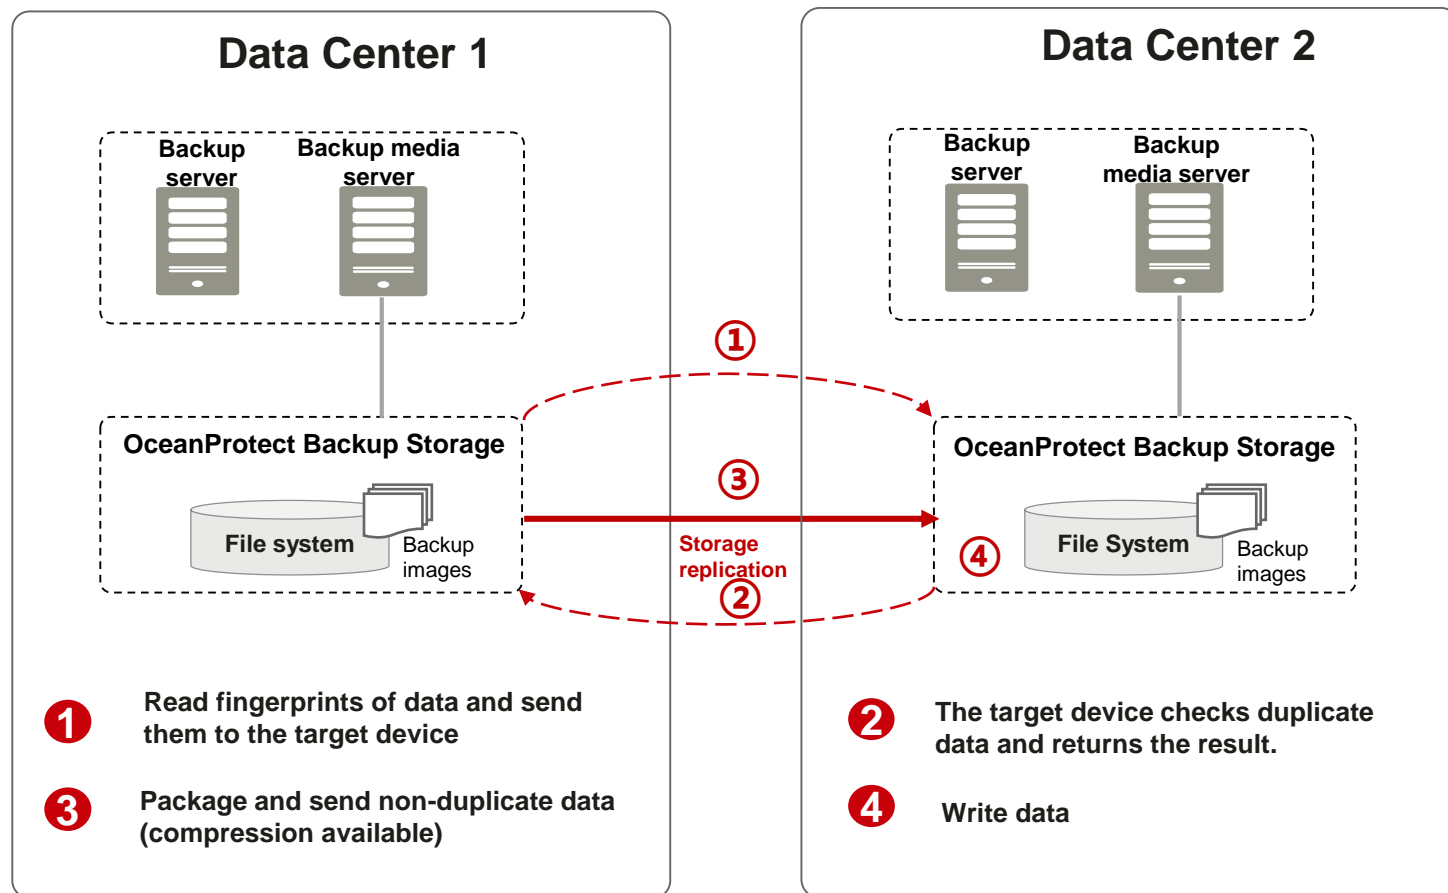 Data Center 1
Backup
server
Backup media
server
OceanProtect Backup Storage
File system
Backup
images
①
③
Storage
replication
②
Data Center 2
Backup
server
Backup
media server
OceanProtect Backup Storage
④
File System
Backup
images
1
Read fingerprints of data and send
them to the target device
3
Package and send non-duplicate data
(compression available)
2
The target device checks duplicate
data and returns the result.
4
Write data